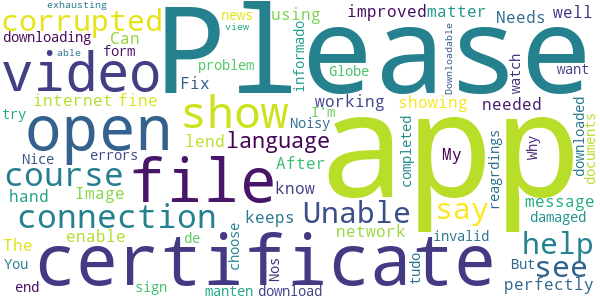 exhausting
corrupted
news
using
improved
matter
downloading
Can
able
view
Please
Needs
well
video
form
problem
informado
Globe
Downloadable
watch
want
Fix
internet
fine
show
working
showing
needed
try
open
I'm
Noisy
lend
language
completed
reagrdings
Why
downloaded
documents
Nice
errors
After
network
My
app
course
file
know
hand
Image
keeps
Unable
say
message
damaged
connection
The
enable
de
choose
Nos
tudo
invalid
But
help
You
certificate
see
end
sign
manten
download
perfectly